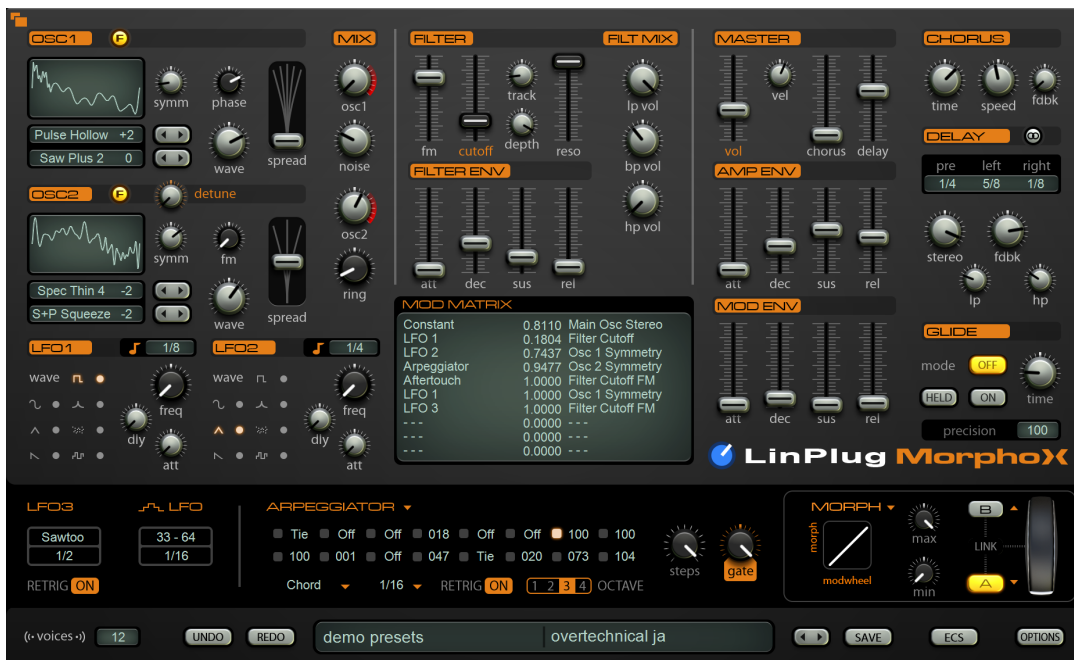 OSC1 F
symm phase
Pulse Hollow +2
Saw Plus 2 0
wave spread
OSC2 F detune
symm fm
Spec Thin 4 -2
S+P Squeeze -2
wave spread
MIX
osc1
noise
osc2
ring
LFO1 1/8
wave
freq
dly
att
LFO2 1/4
wave
freq
dly
att
FILTER FILT MIX
track
depth
fm cutoff reso
lp vol
bp vol
hp vol
FILTER ENV
att dec sus rel
MOD MATRIX
Constant 0.8110 Main Osc Stereo
LFO 1 0.1804 Filter Cutoff
LFO 2 0.7437 Osc 1 Symmetry
Arpeggiator 0.9477 Osc 2 Symmetry
Aftertouch 1.0000 Filter Cutoff FM
LFO 1 1.0000 Osc 1 Symmetry
LFO 3 1.0000 Filter Cutoff FM
--- 0.0000 ---
--- 0.0000 ---
--- 0.0000 ---
MASTER
vel
vol chorus delay
AMP ENV
att dec sus rel
MOD ENV
att dec sus rel
CHORUS
time speed fdbk
DELAY
pre left right
1/4 5/8 1/8
stereo fdbk
lp hp
GLIDE
mode OFF
HELD ON time
precision 100
LinPlug MorphoX
LFO3
Sawtoo
1/2
RETRIG ON
LFO
33 - 64
1/16
ARPEGGIATOR
Tie Off Off 018 Off Off 100 100
100 001 Off 047 Tie 020 073 104
Chord 1/16 RETRIG ON 1 2 3 4 OCTAVE
steps gate
MORPH
morph
modwheel
max
min
B
LINK
A
voices 12 UNDO REDO demo presets overtechnical ja SAVE ECS OPTIONS